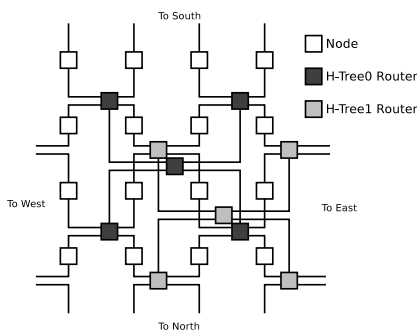 To South
Node
H-Tree0 Router
H-Tree1 Router
To West
To East
To North